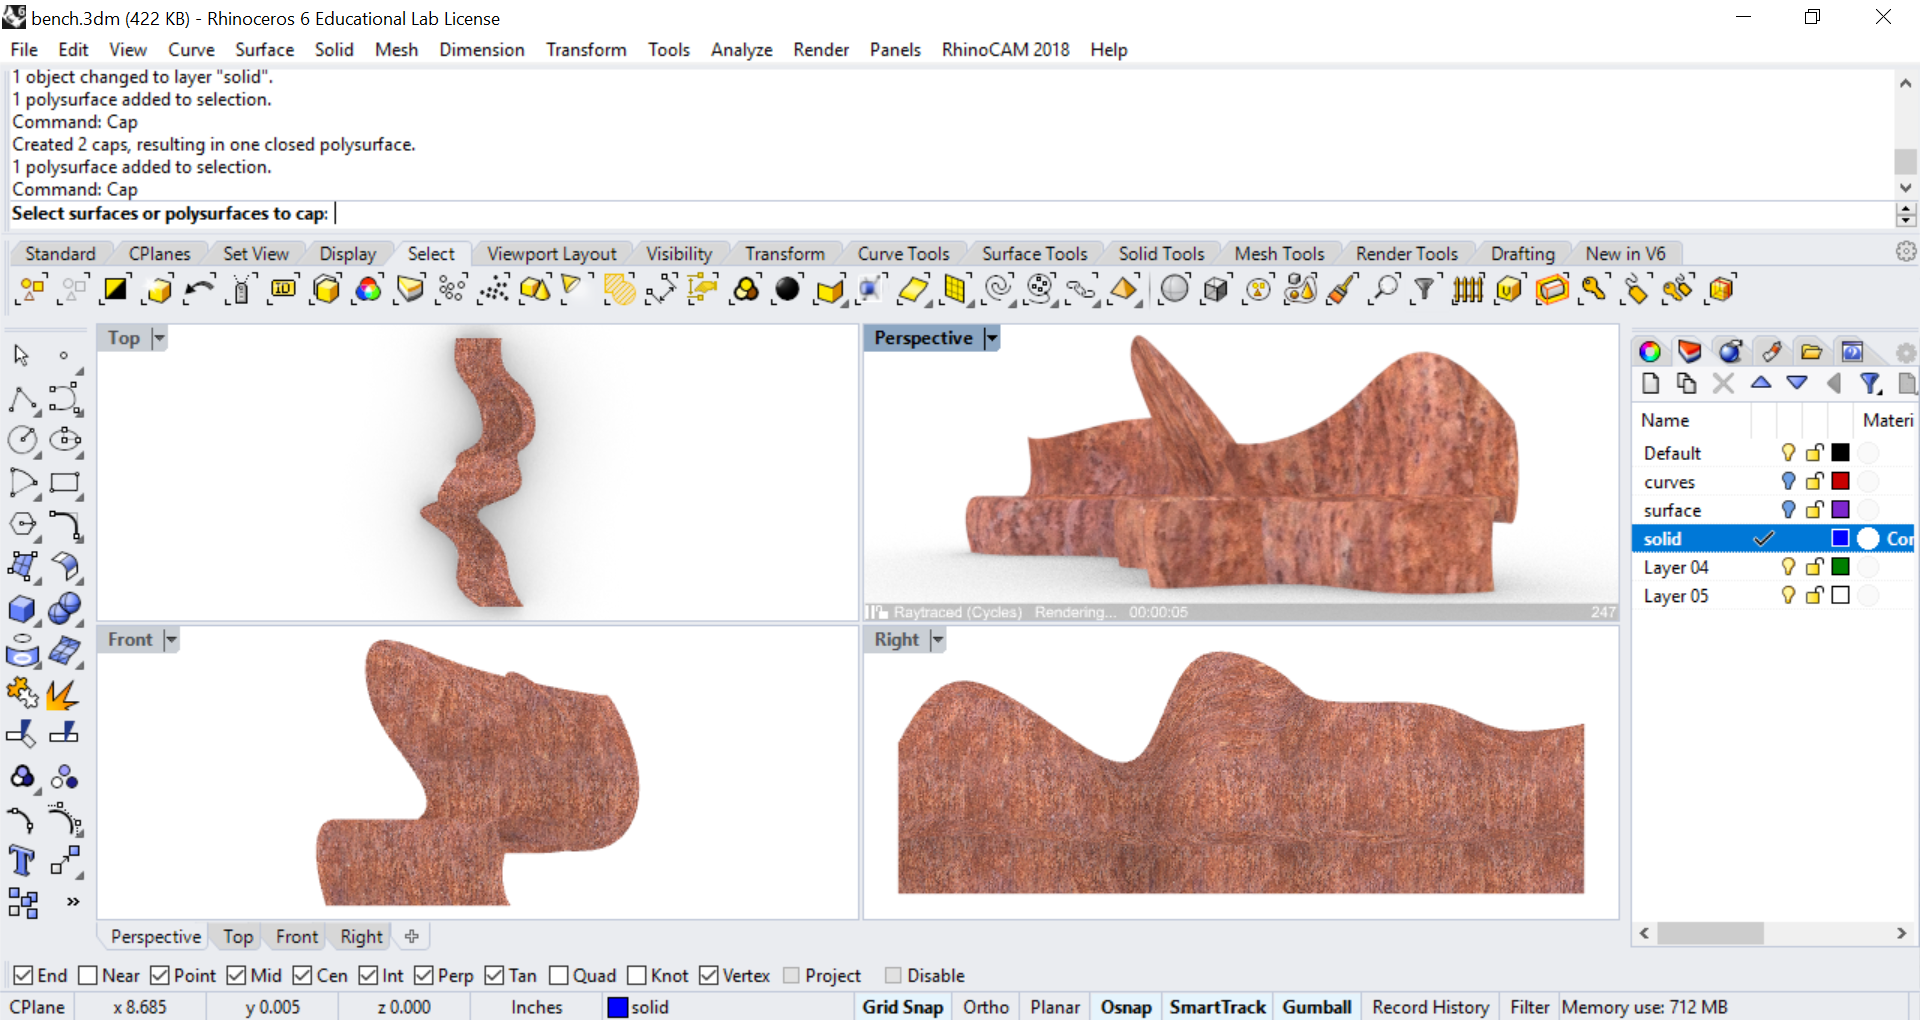 bench.3dm (422 KB) - Rhinoceros 6 Educational Lab License
File Edit View Curve Surface Solid Mesh Dimension Transform Tools Analyze Render Panels RhinoCAM 2018 Help
1 object changed to layer "solid".
1 polysurface added to selection.
Command: Cap
Created 2 caps, resulting in one closed polysurface.
1 polysurface added to selection.
Command: Cap
Select surfaces or polysurfaces to cap:
Standard CPlanes Set View Display Select Viewport Layout Visibility Transform Curve Tools Surface Tools Solid Tools Mesh Tools Render Tools Drafting New in V6
Top
Perspective
Raytraced (Cycles) Rendering... 00:00:05 247
Front
Right
Name Materi
Default
curves
surface
solid Cor
Layer 04
Layer 05
Perspective Top Front Right
End Near Point Mid Cen Int Perp Tan Quad Knot Vertex Project Disable
CPlane x 8.685 y 0.005 z 0.000 Inches solid Grid Snap Ortho Planar Osnap SmartTrack Gumball Record History Filter Memory use: 712 MB